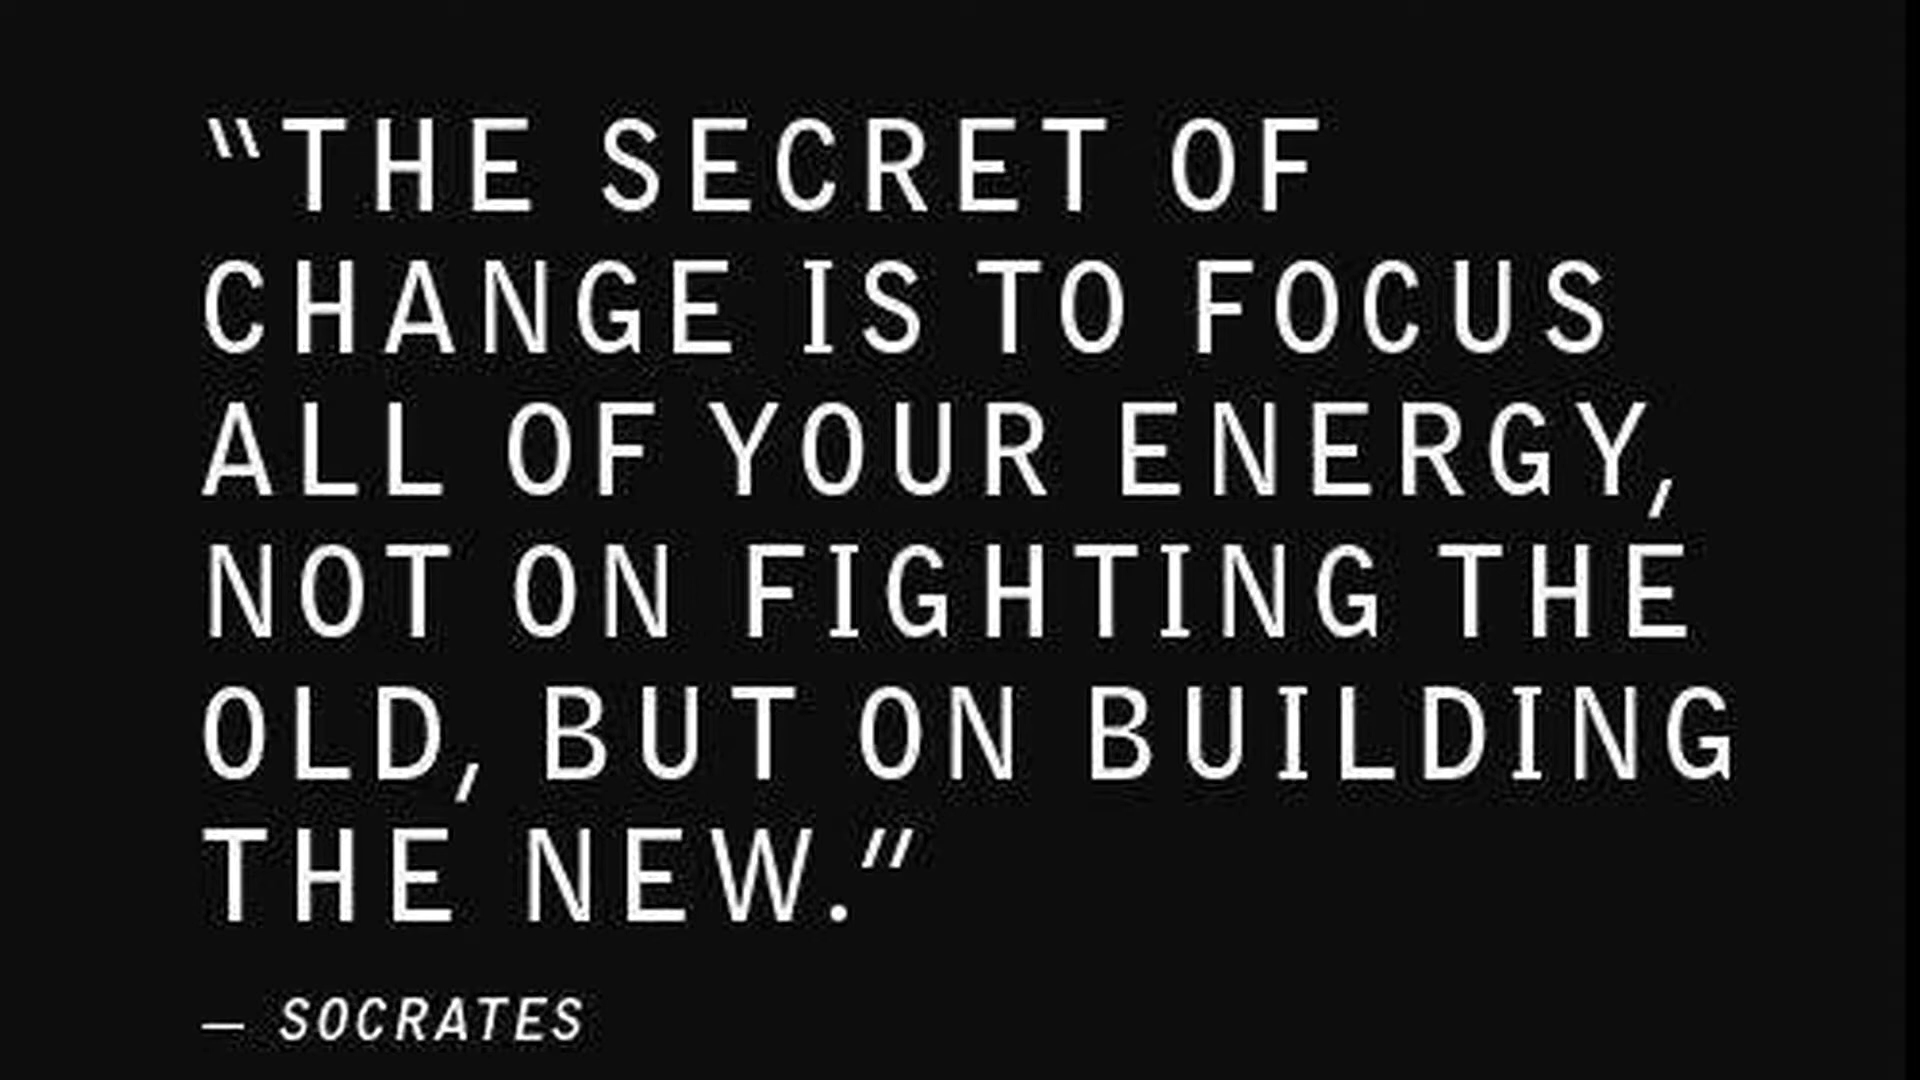 “THE SECRET OF
CHANGE IS TO FOCUS
ALL OF YOUR ENERGY,
NOT ON FIGHTING THE
OLD, BUT ON BUILDING
THE NEW.”
— SOCRATES